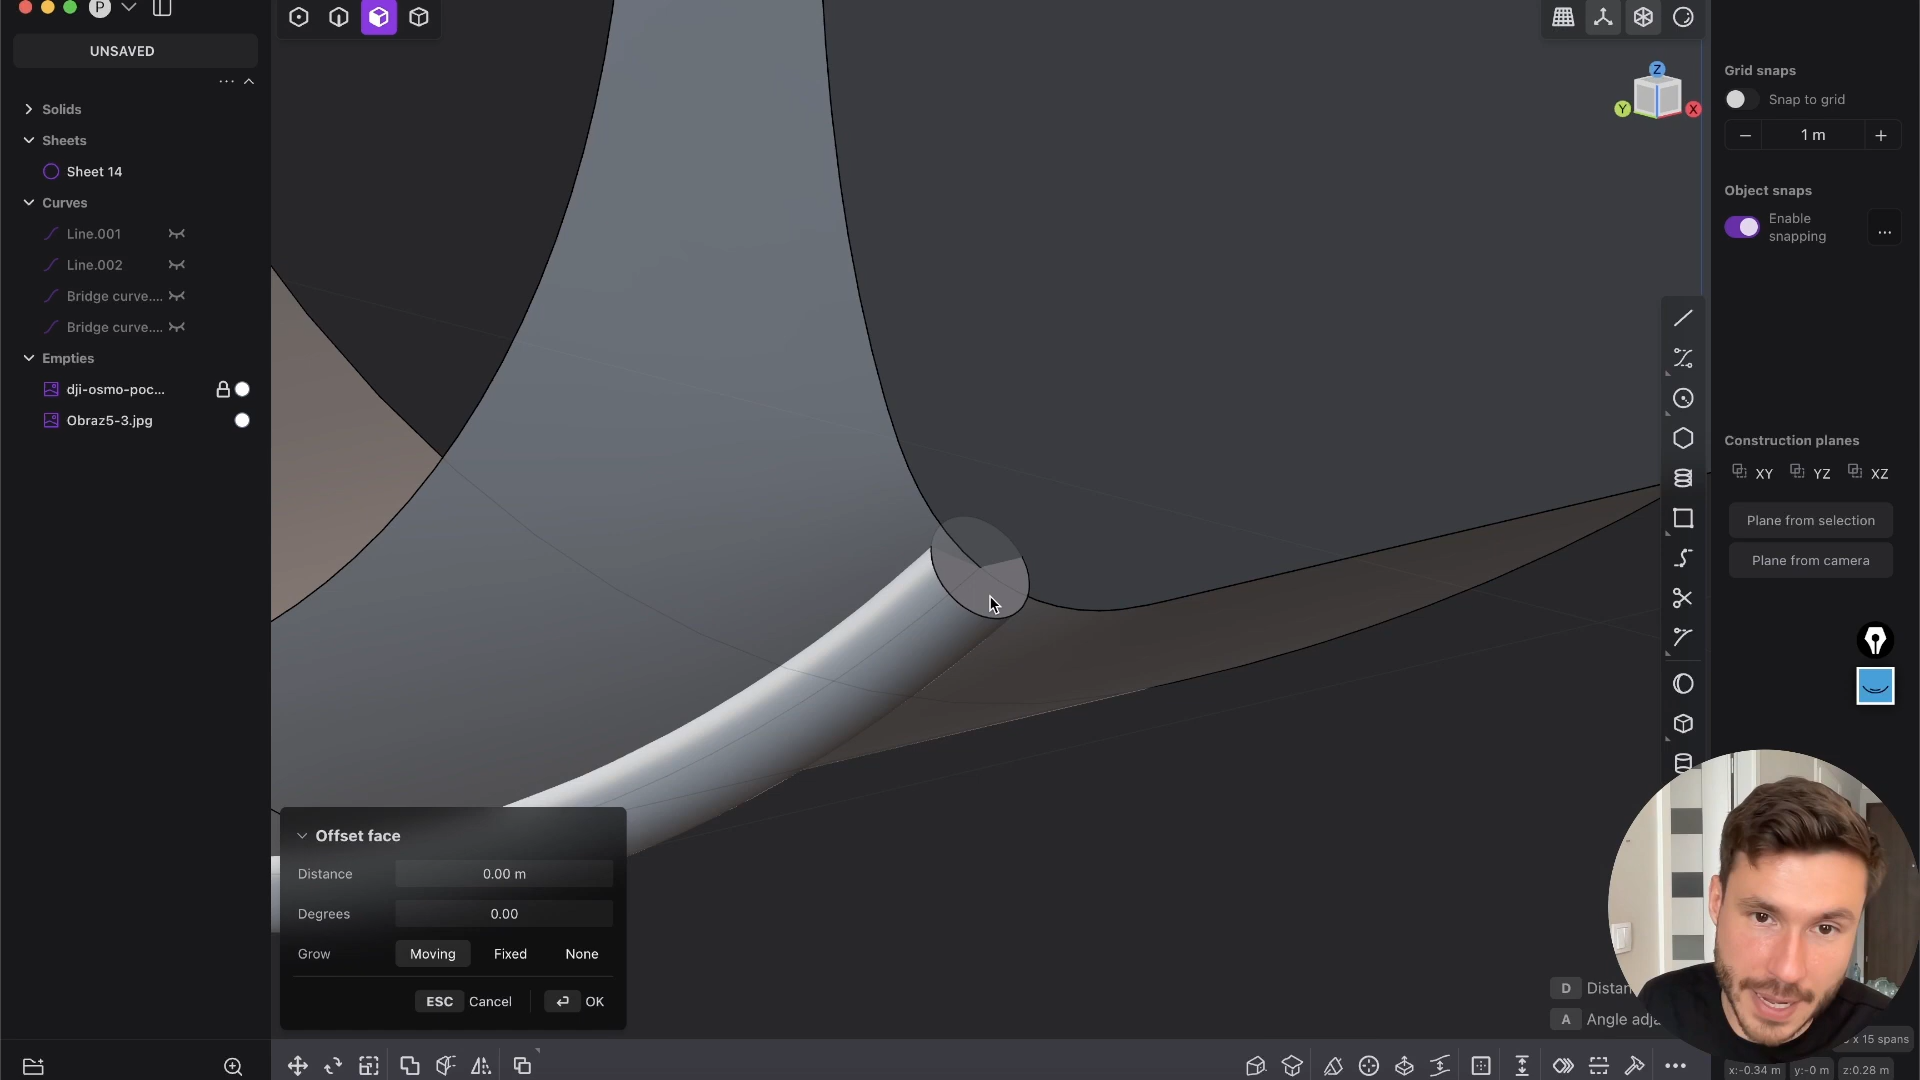 P
UNSAVED
...
Solids
Sheets
Sheet 14
Curves
Line.001
Line.002
Bridge curve....
Bridge curve....
Empties
dji-osmo-poc...
Obraz5-3.jpg
Z
Y
X
Grid snaps
Snap to grid
1 m
Object snaps
Enable
snapping
...
Construction planes
XY
YZ
XZ
Plane from selection
Plane from camera
Offset face
Distance
0.00 m
Degrees
0.00
Grow
Moving
Fixed
None
ESC Cancel
OK
D
A
x 15 spans
x:-0.34 m
y:-0 m
z:0.28 m